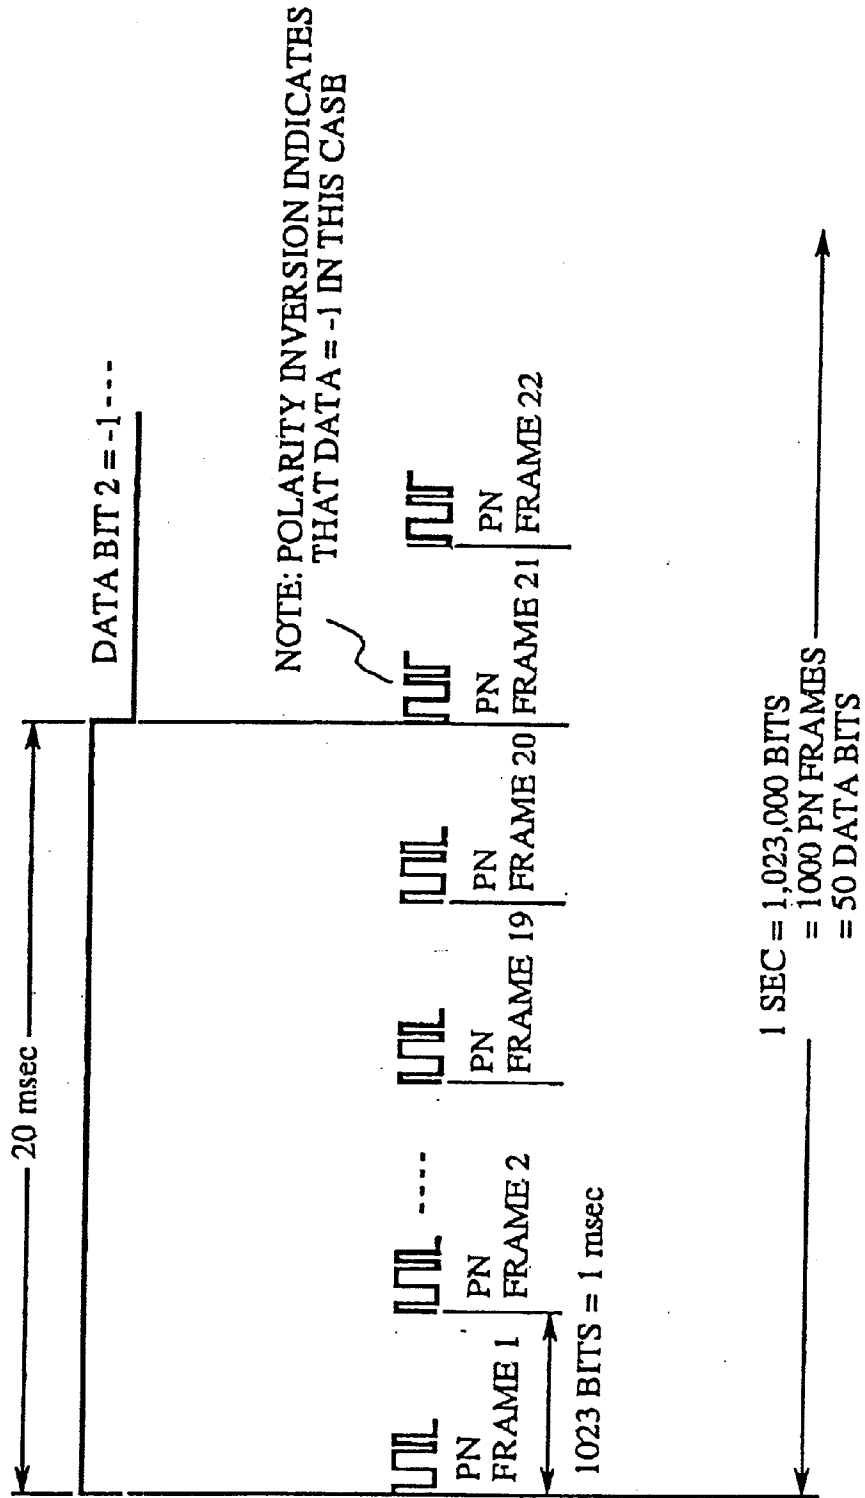 20 msec
DATA BIT 2 = -1 ---
NOTE: POLARITY INVERSION INDICATES
THAT DATA = -1 IN THIS CASE
PN
FRAME 1
PN
FRAME 2
PN
FRAME 19
PN
FRAME 20
PN
FRAME 21
PN
FRAME 22
1023 BITS = 1 msec
1 SEC = 1,023,000 BITS
= 1000 PN FRAMES
= 50 DATA BITS